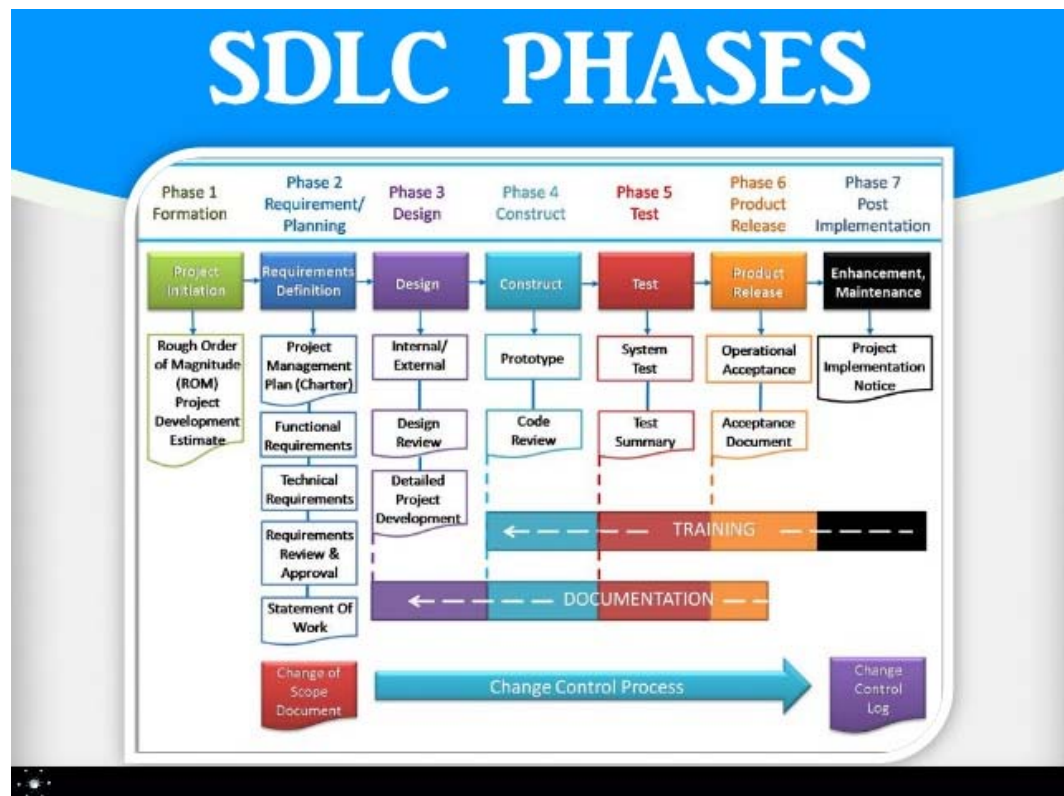 SDLC PHASES
Phase 1
Formation
Phase 2
Requirement/
Planning
Phase 3
Design
Phase 4
Construct
Phase 5
Test
Phase 6
Product
Release
Phase 7
Post
Implementation
Project
Initiation
Requirements
Definition
Design
Construct
Test
Product
Release
Enhancement,
Maintenance
Rough Order
of Magnitude
(ROM)
Project
Development
Estimate
Project
Management
Plan (Charter)
Functional
Requirements
Technical
Requirements
Requirements
Review &
Approval
Statement Of
Work
Internal/
External
Design
Review
Detailed
Project
Development
Prototype
Code
Review
System
Test
Test
Summary
Operational
Acceptance
Acceptance
Document
Project
Implementation
Notice
TRAINING
DOCUMENTATION
Change of
Scope
Document
Change Control Process
Change
Control
Log